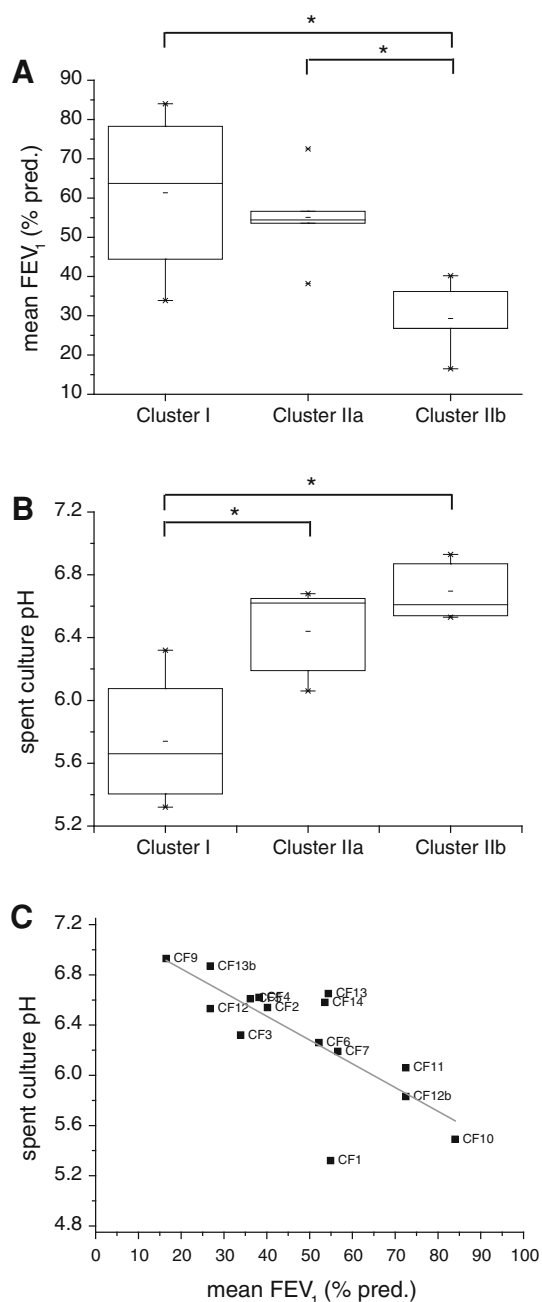 *
*
A
90
80
70
60
50
40
30
20
10
mean FEV1 (% pred.)
Cluster I
Cluster IIa
Cluster IIb
*
*
B
7.2
6.8
6.4
6.0
5.6
5.2
spent culture pH
Cluster I
Cluster IIa
Cluster IIb
C
7.2
6.8
6.4
6.0
5.6
5.2
4.8
spent culture pH
CF9
CF13b
CF4
CF2
CF12
CF13
CF14
CF3
CF6
CF7
CF11
CF12b
CF10
CF1
0 10 20 30 40 50 60 70 80 90 100
mean FEV1 (% pred.)